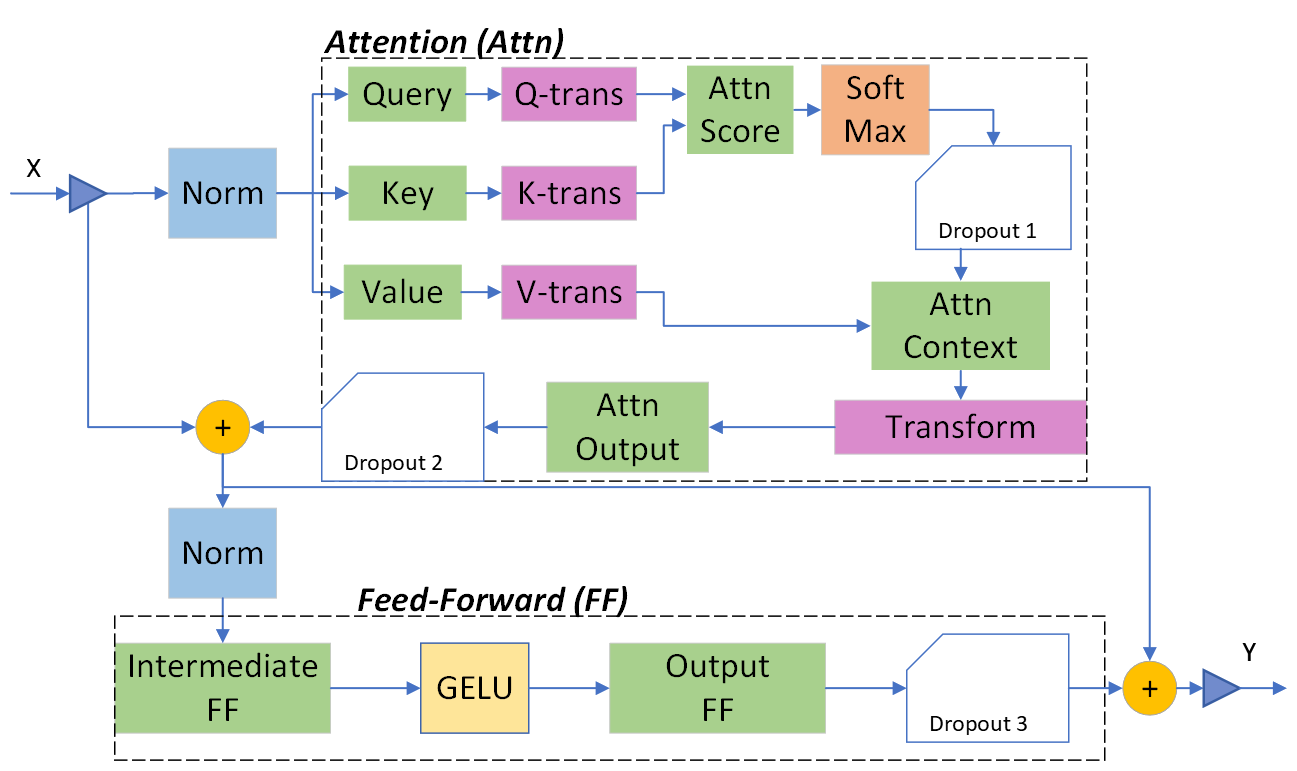 Attention (Attn)
X
Norm
Query
Q-trans
Attn
Score
Soft
Max
Key
K-trans
Dropout 1
Value
V-trans
Attn
Context
+
Dropout 2
Attn
Output
Transform
Norm
Feed-Forward (FF)
Intermediate
FF
GELU
Output
FF
Dropout 3
+
Y